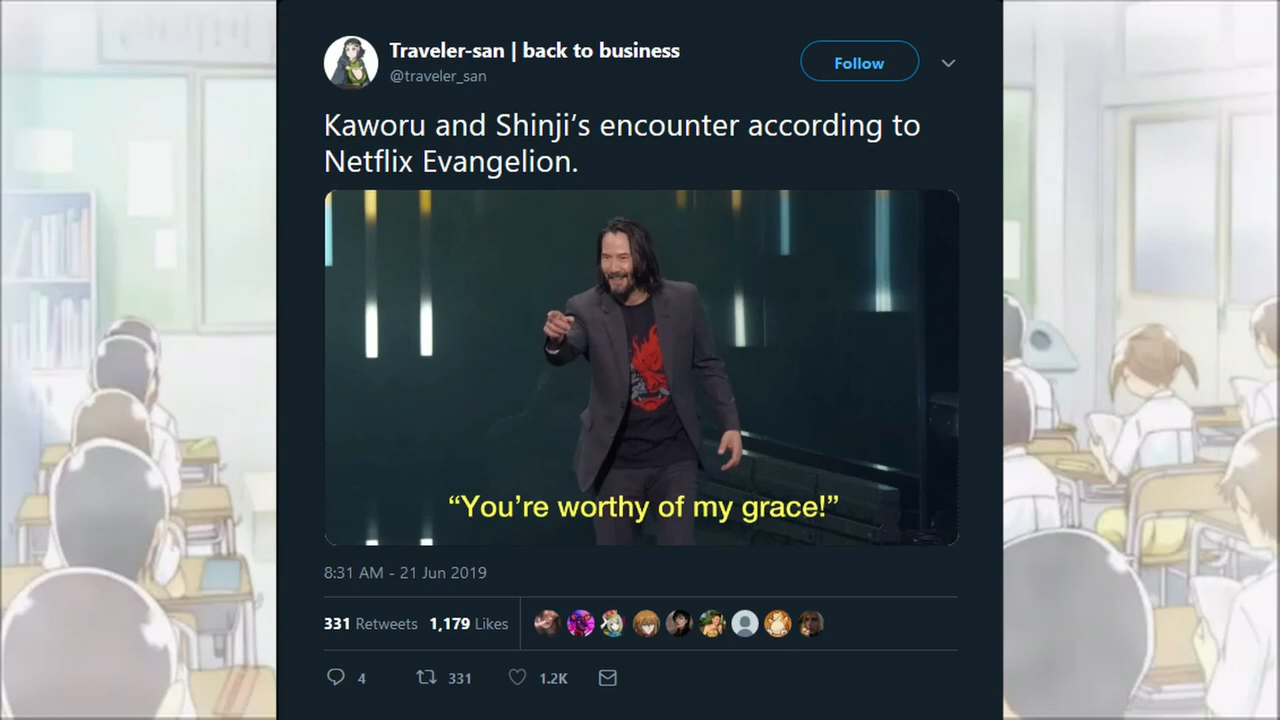 Traveler-san | back to business
@traveler_san
Follow
Kaworu and Shinji’s encounter according to
Netflix Evangelion.
“You’re worthy of my grace!”
8:31 AM - 21 Jun 2019
331 Retweets 1,179 Likes
4 331 1.2K